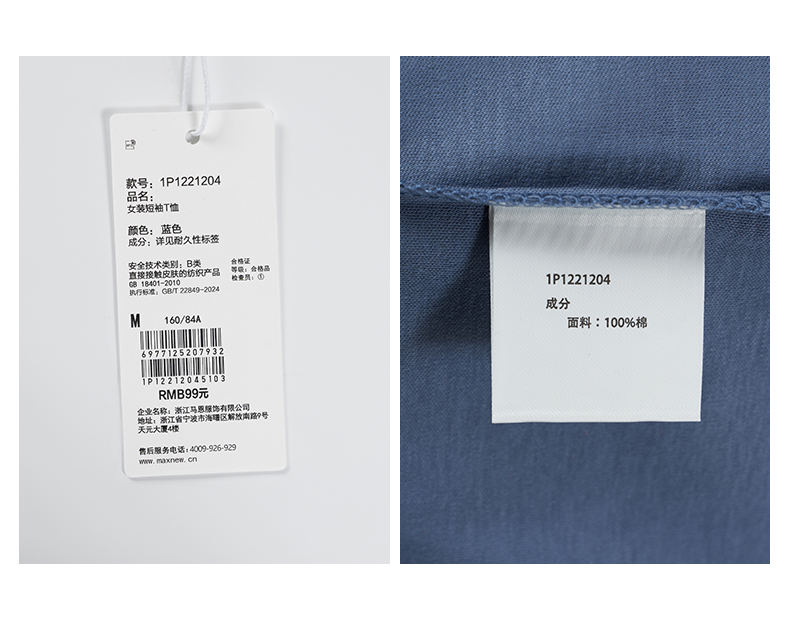 款号：1P1221204
品名：
女装短袖T恤
颜色：蓝色
成分：详见耐久性标签
安全技术类别：B类
直接接触皮肤的纺织产品
GB 18401-2010
执行标准：GB/T 22849-2024
合格证
等级：合格品
检查员：①
M 160/84A
6977125207932
1P12212045103
RMB99元
企业名称：浙江马恩服饰有限公司
地址：浙江省宁波市海曙区解放南路9号
天元大厦4楼
售后服务电话：4009-926-929
www.maxnew.cn
1P1221204
成分
面料：100%棉